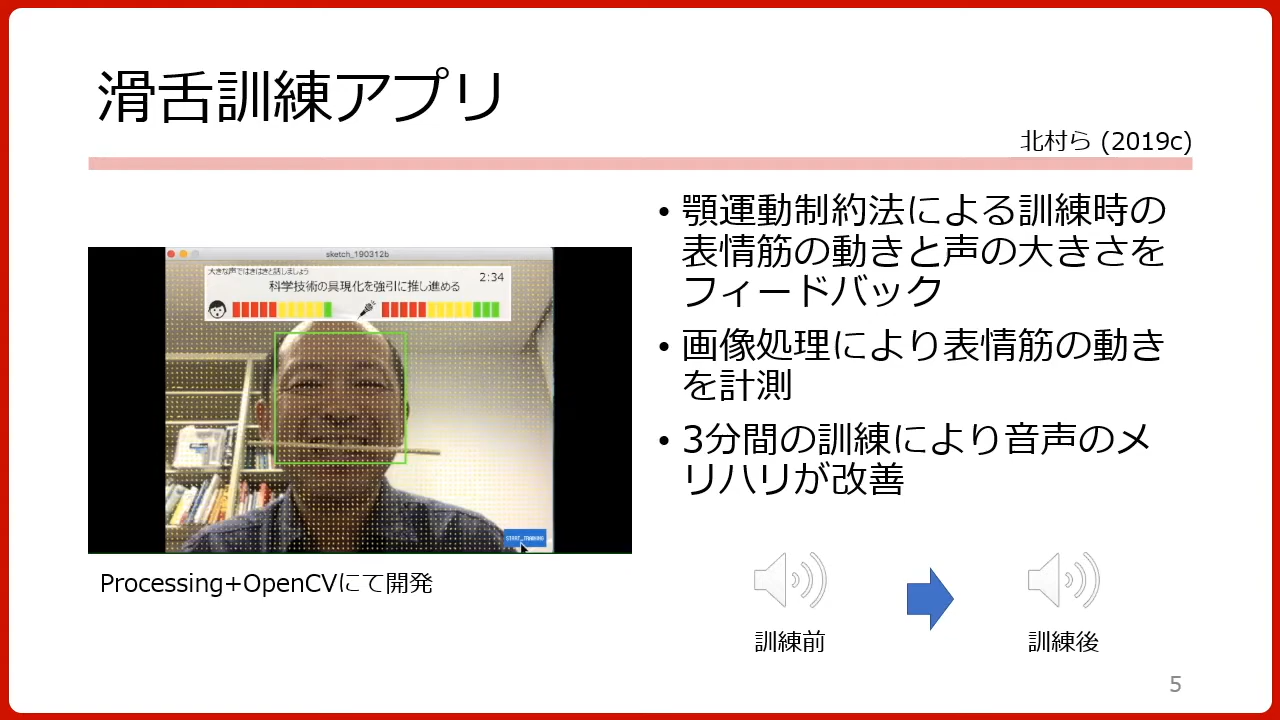 滑舌訓練アプリ
北村ら (2019c)
sketch_190312b
大きな声ではきはきと話しましょう
2:34
科学技術の具現化を強引に推し進める
START TRAINING
Processing+OpenCVにて開発
• 顎運動制約法による訓練時の
表情筋の動きと声の大きさを
フィードバック
• 画像処理により表情筋の動き
を計測
• 3分間の訓練により音声のメ
リハリが改善
訓練前
訓練後
5